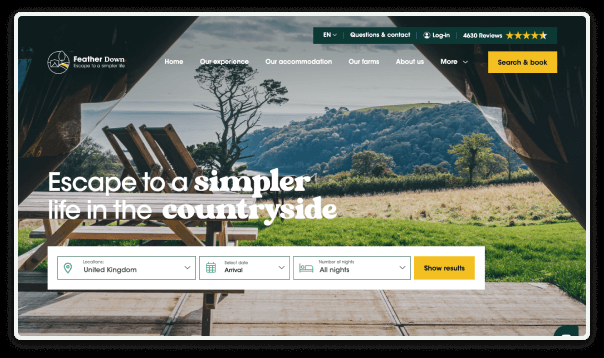 EN
Questions & contact
Log-in
4630 Reviews
Feather Down
Escape to a simpler life
Home
Our experience
Our accommodation
Our farms
About us
More
Search & book
Escape to a simpler
life in the countryside
Locations:
United Kingdom
Select date
Arrival
Number of nights
All nights
Show results